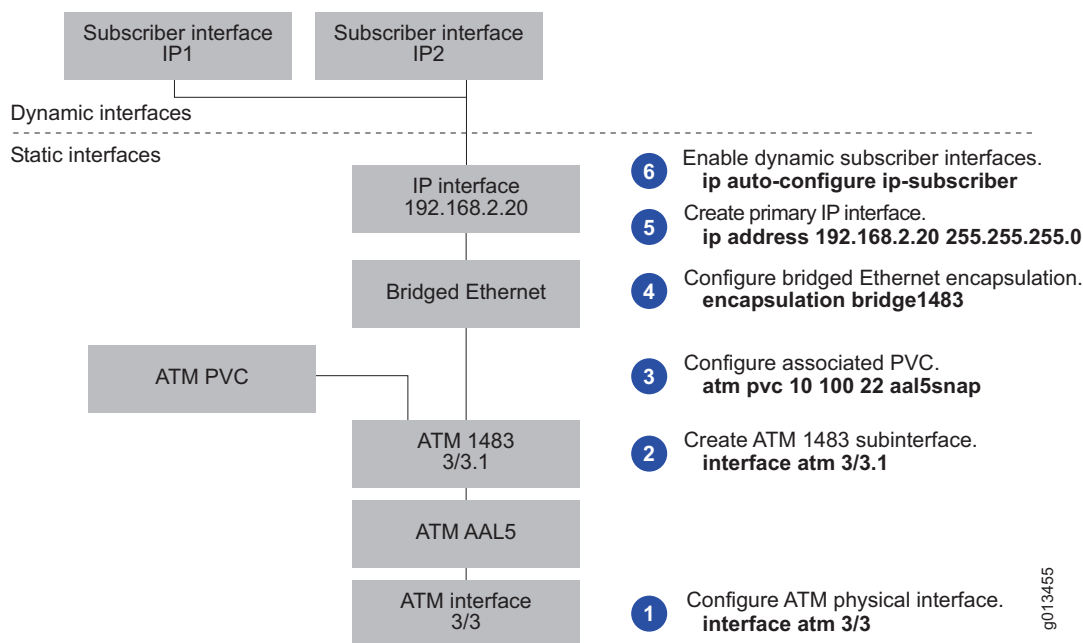 Subscriber interface
IP1
Subscriber interface
IP2
Dynamic interfaces
Static interfaces
IP interface
192.168.2.20
6
Enable dynamic subscriber interfaces.
ip auto-configure ip-subscriber
5
Create primary IP interface.
ip address 192.168.2.20 255.255.255.0
Bridged Ethernet
4
Configure bridged Ethernet encapsulation.
encapsulation bridge1483
ATM PVC
3
Configure associated PVC.
atm pvc 10 100 22 aal5snap
ATM 1483
3/3.1
2
Create ATM 1483 subinterface.
interface atm 3/3.1
ATM AAL5
ATM interface
3/3
1
Configure ATM physical interface.
interface atm 3/3
g013455